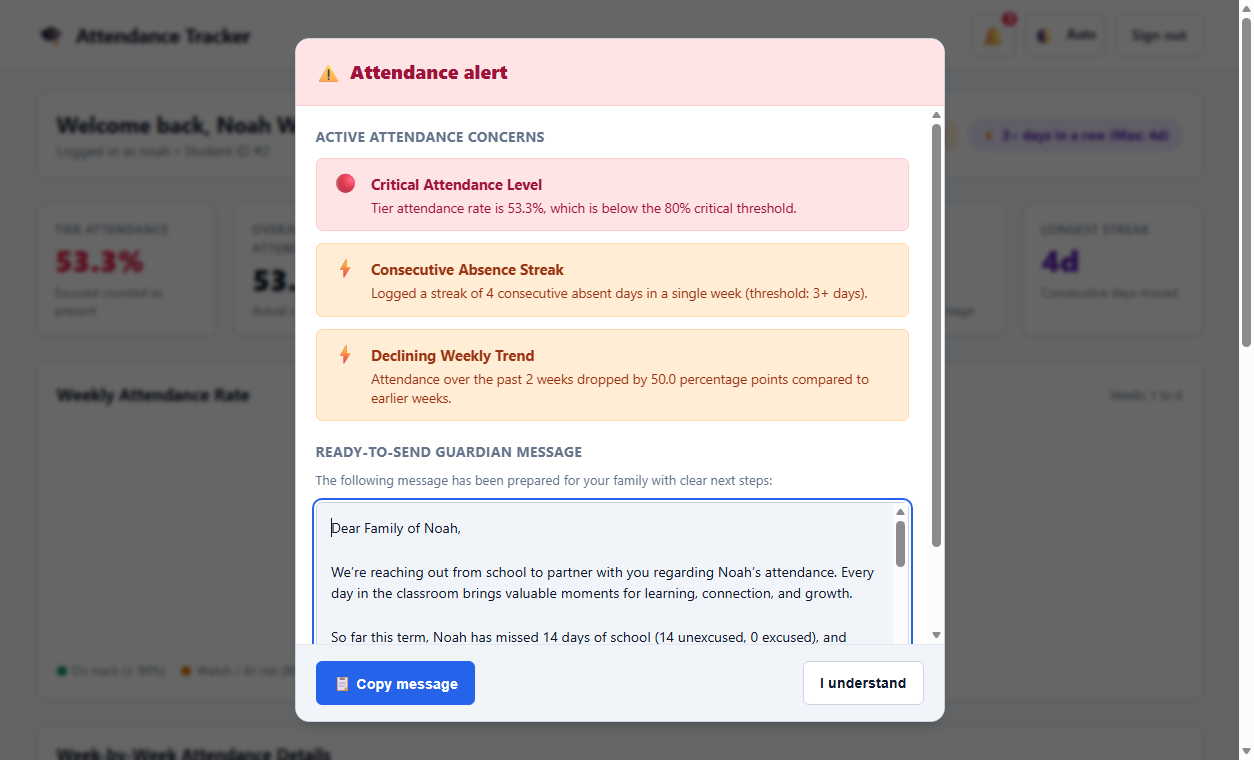 Attendance Tracker
Auto
Sign out
Welcome back, Noah W
3+ days in a row (Max: 4d)
Logged in as noah • Student ID #2
TIER ATTENDANCE
53.3%
Excused counted as
present
LONGEST STREAK
4d
Consecutive days missed
Weekly Attendance Rate
Weeks 1 to 6
On track (≥ 90%)
Watch / At-risk
Week-by-Week Attendance Details
Attendance alert
ACTIVE ATTENDANCE CONCERNS
Critical Attendance Level
Tier attendance rate is 53.3%, which is below the 80% critical threshold.
Consecutive Absence Streak
Logged a streak of 4 consecutive absent days in a single week (threshold: 3+ days).
Declining Weekly Trend
Attendance over the past 2 weeks dropped by 50.0 percentage points compared to
earlier weeks.
READY-TO-SEND GUARDIAN MESSAGE
The following message has been prepared for your family with clear next steps:
Dear Family of Noah,
We're reaching out from school to partner with you regarding Noah's attendance. Every
day in the classroom brings valuable moments for learning, connection, and growth.
So far this term, Noah has missed 14 days of school (14 unexcused, 0 excused), and
Copy message
I understand